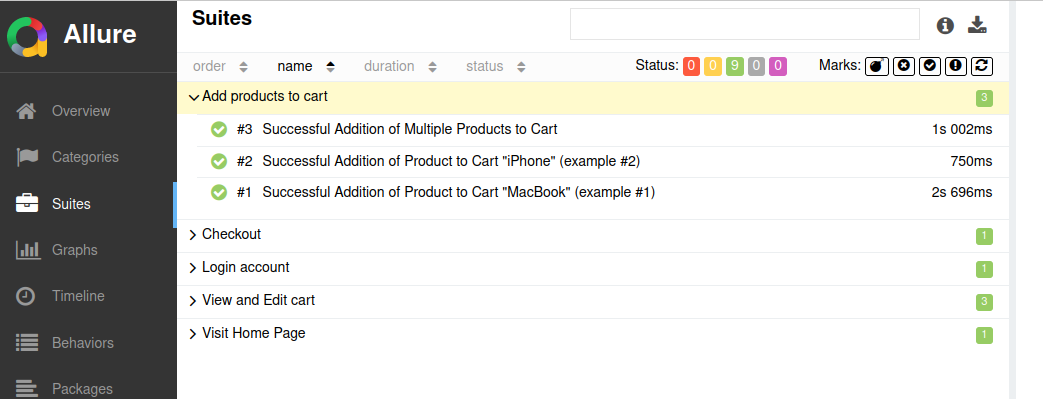 Allure
Overview
Categories
Suites
Graphs
Timeline
Behaviors
Packages
Suites
order name duration status Status: 0 0 9 0 0 Marks:
Add products to cart 3
#3 Successful Addition of Multiple Products to Cart 1s 002ms
#2 Successful Addition of Product to Cart "iPhone" (example #2) 750ms
#1 Successful Addition of Product to Cart "MacBook" (example #1) 2s 696ms
Checkout 1
Login account 1
View and Edit cart 3
Visit Home Page 1